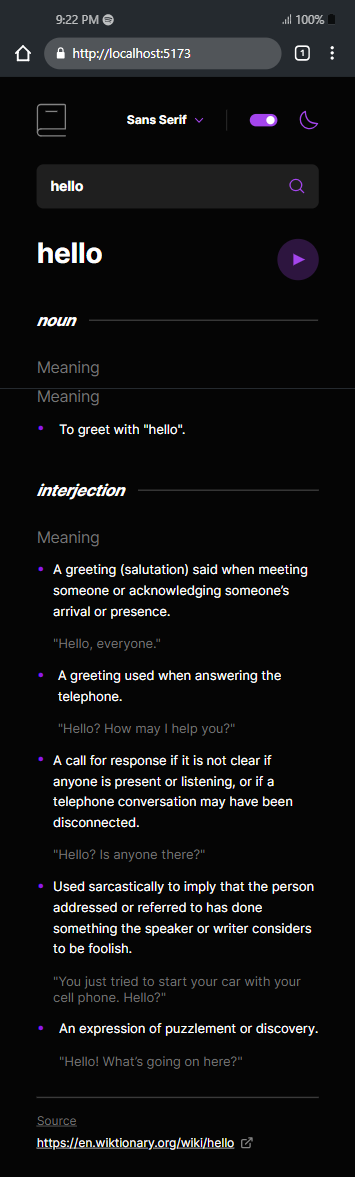 9:22 PM
100%
http://localhost:5173
1
Sans Serif
hello
hello
noun
Meaning
Meaning
To greet with "hello".
interjection
Meaning
A greeting (salutation) said when meeting
someone or acknowledging someone’s
arrival or presence.
"Hello, everyone."
A greeting used when answering the
telephone.
"Hello? How may I help you?"
A call for response if it is not clear if
anyone is present or listening, or if a
telephone conversation may have been
disconnected.
"Hello? Is anyone there?"
Used sarcastically to imply that the person
addressed or referred to has done
something the speaker or writer considers
to be foolish.
"You just tried to start your car with your
cell phone. Hello?"
An expression of puzzlement or discovery.
"Hello! What’s going on here?"
Source
https://en.wiktionary.org/wiki/hello